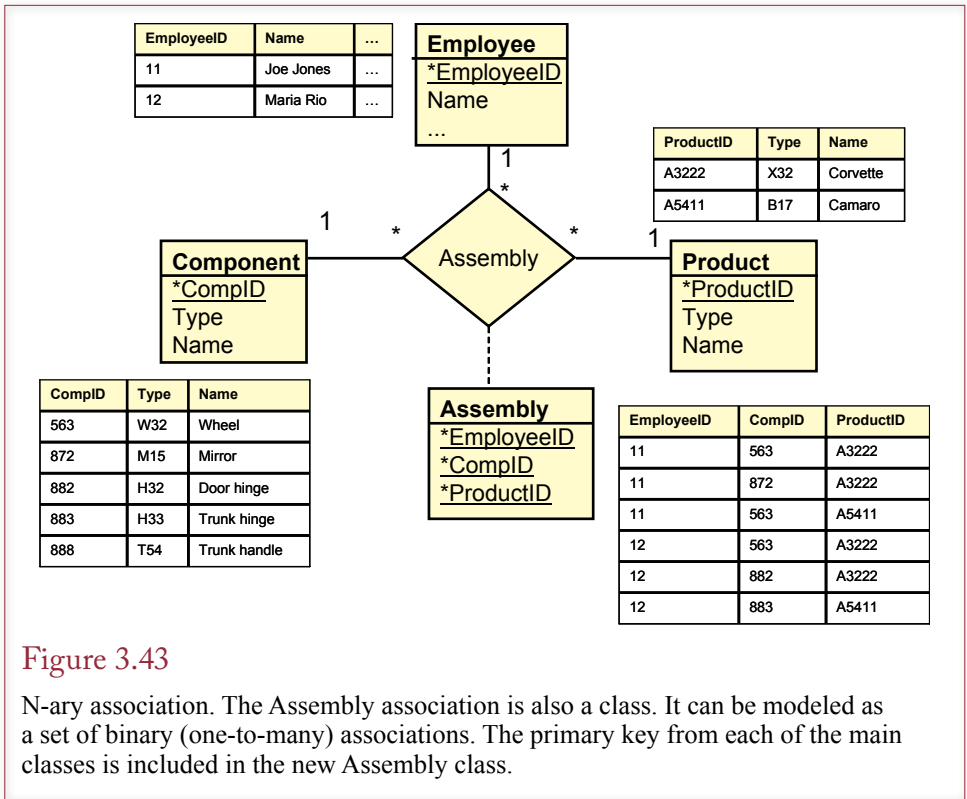 EmployeeID Name ...
11 Joe Jones ...
12 Maria Rio ...
Employee
*EmployeeID
Name
...
ProductID Type Name
A3222 X32 Corvette
A5411 B17 Camaro
1
*
1
*
*
1
Assembly
Component
*CompID
Type
Name
Product
*ProductID
Type
Name
CompID Type Name
563 W32 Wheel
872 M15 Mirror
882 H32 Door hinge
883 H33 Trunk hinge
888 T54 Trunk handle
Assembly
*EmployeeID
*CompID
*ProductID
EmployeeID CompID ProductID
11 563 A3222
11 872 A3222
11 563 A5411
12 563 A3222
12 882 A3222
12 883 A5411
Figure 3.43
N-ary association. The Assembly association is also a class. It can be modeled as
a set of binary (one-to-many) associations. The primary key from each of the main
classes is included in the new Assembly class.